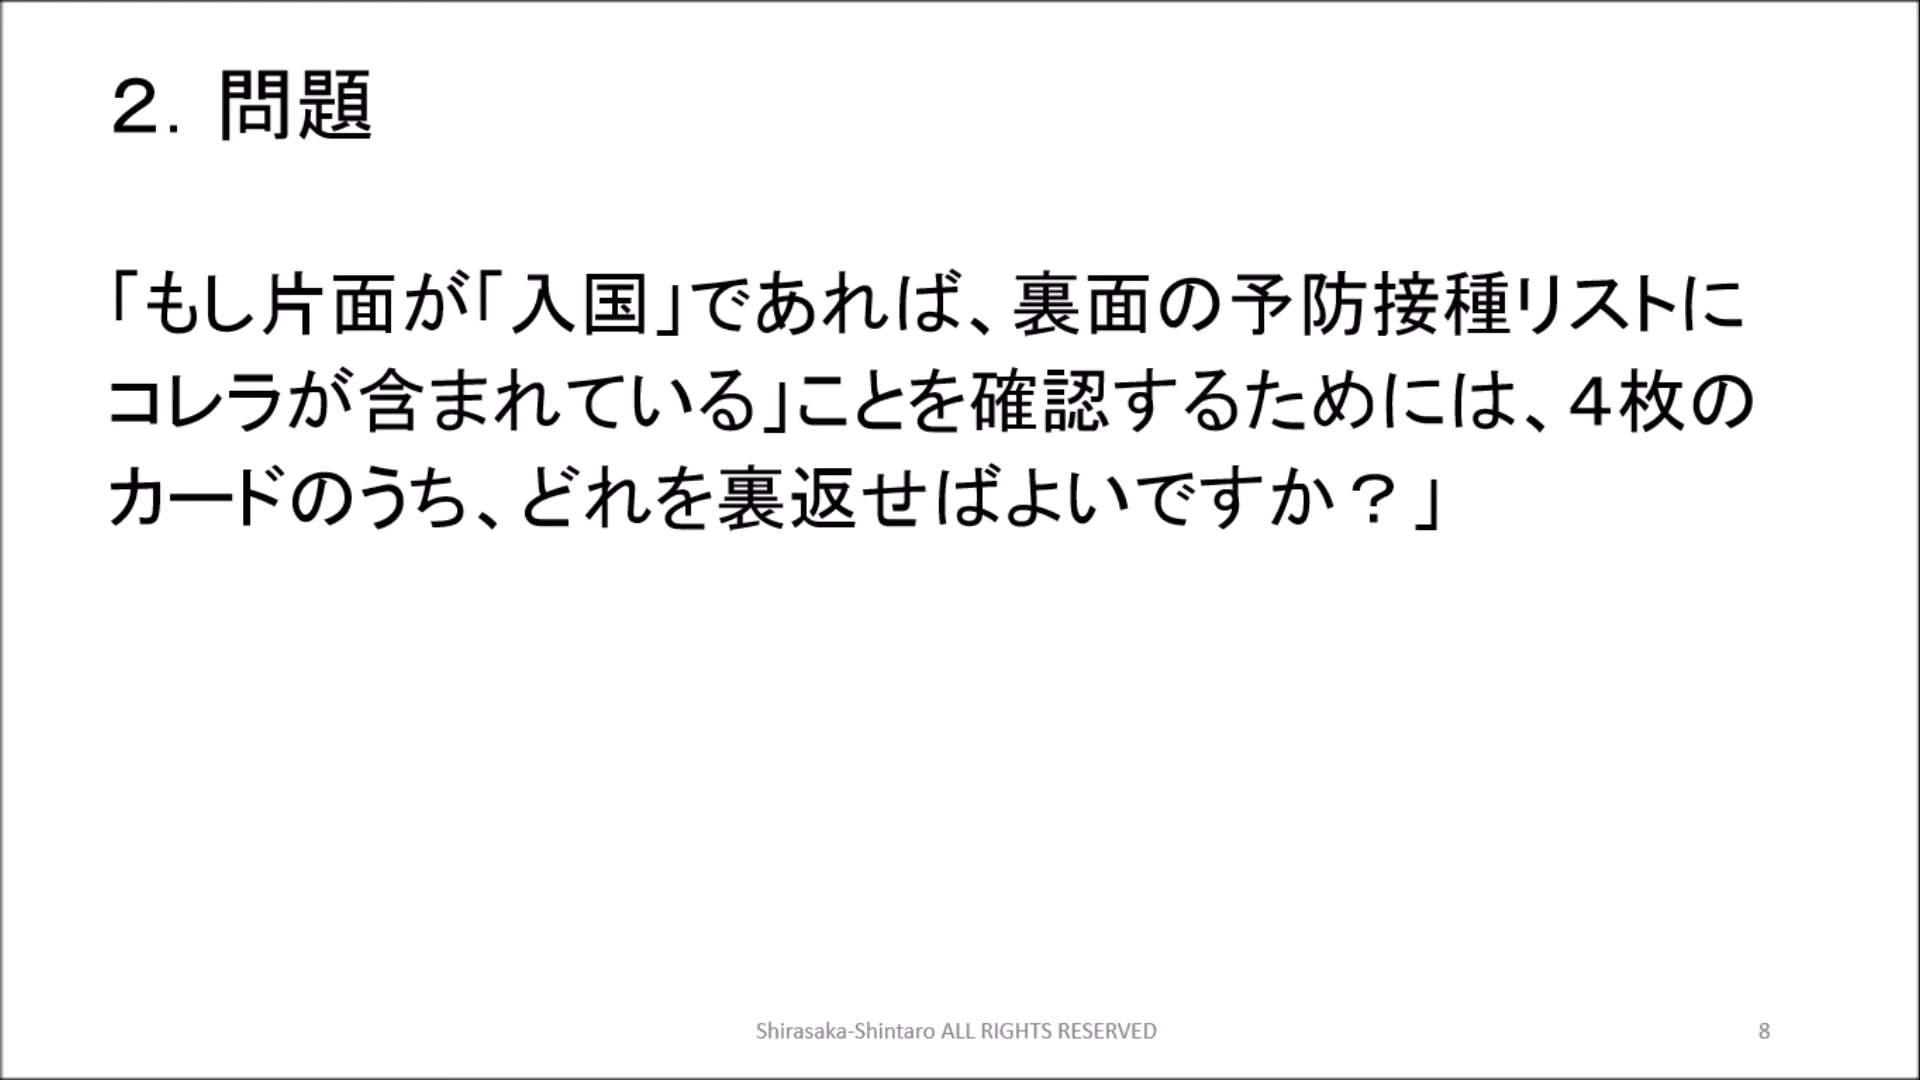 ２．問題
「もし片面が「入国」であれば、裏面の予防接種リストに
コレラが含まれている」ことを確認するためには、４枚の
カードのうち、どれを裏返せばよいですか？」
Shirasaka-Shintaro ALL RIGHTS RESERVED
8